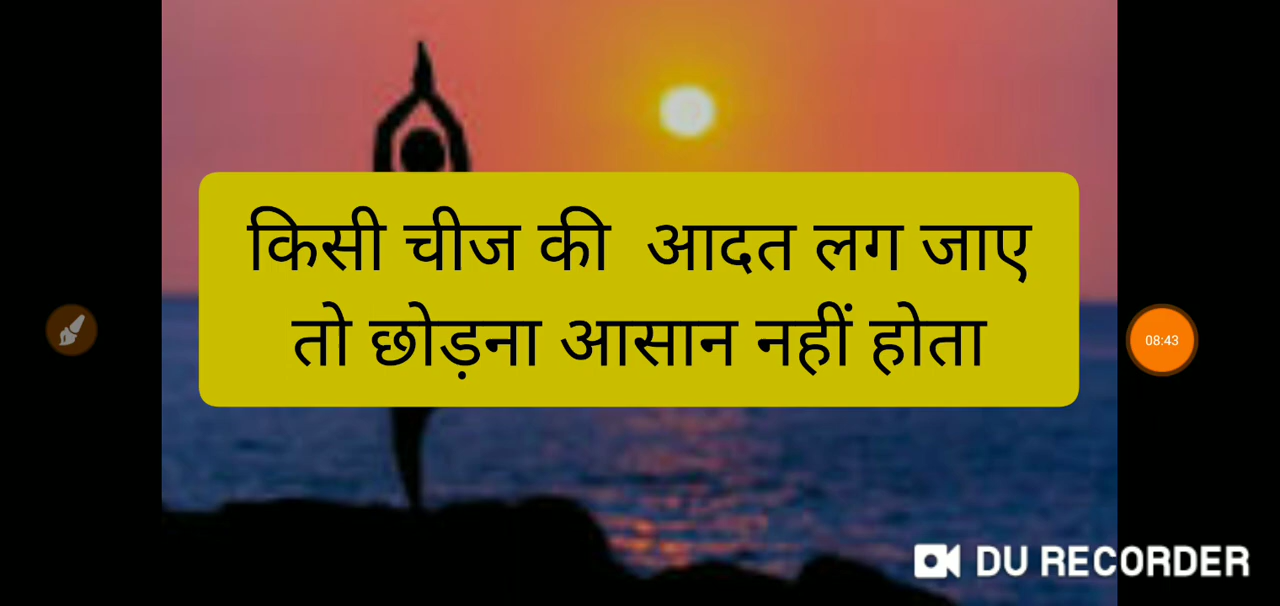 किसी चीज की  आदत लग जाए
तो छोड़ना आसान नहीं होता
08:43
DU RECORDER